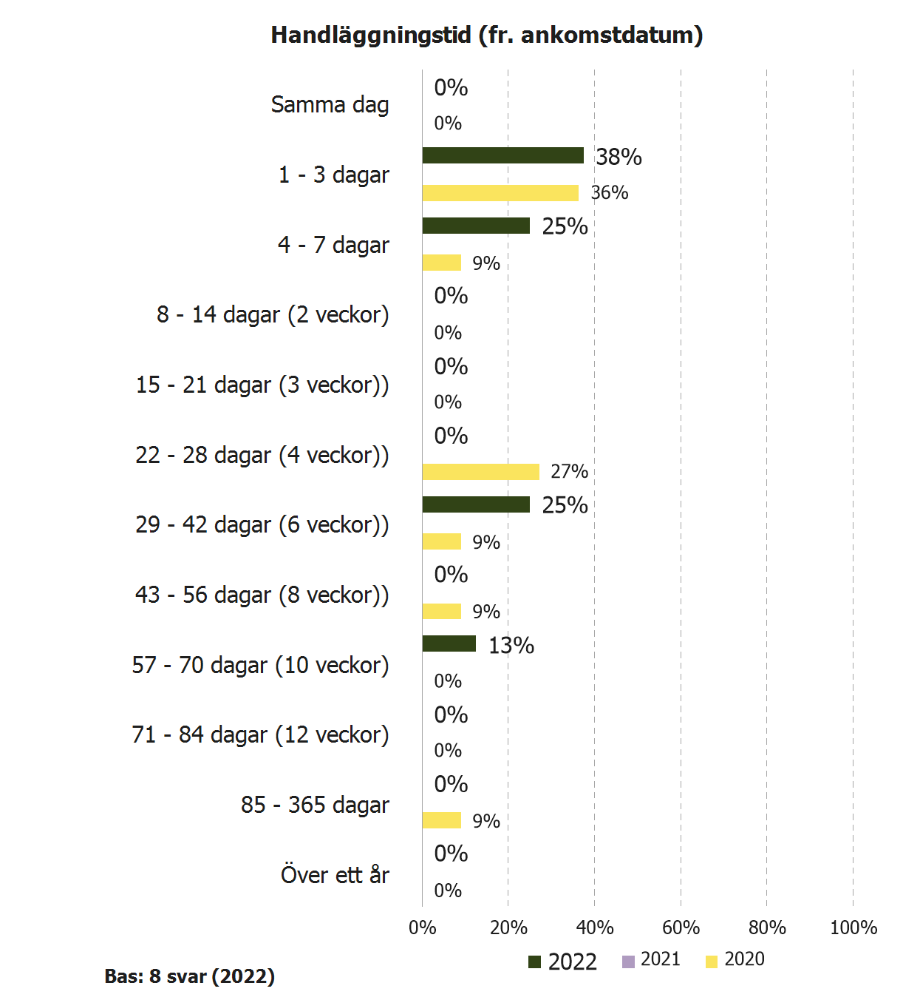 Handläggningstid (fr. ankomstdatum)
Samma dag
0%
0%
1 - 3 dagar
38%
36%
4 - 7 dagar
25%
9%
8 - 14 dagar (2 veckor)
0%
0%
15 - 21 dagar (3 veckor))
0%
0%
22 - 28 dagar (4 veckor))
0%
27%
29 - 42 dagar (6 veckor))
25%
9%
43 - 56 dagar (8 veckor))
0%
9%
57 - 70 dagar (10 veckor)
13%
0%
71 - 84 dagar (12 veckor)
0%
0%
85 - 365 dagar
0%
9%
Över ett år
0%
0%
0% 20% 40% 60% 80% 100%
2022 2021 2020
Bas: 8 svar (2022)